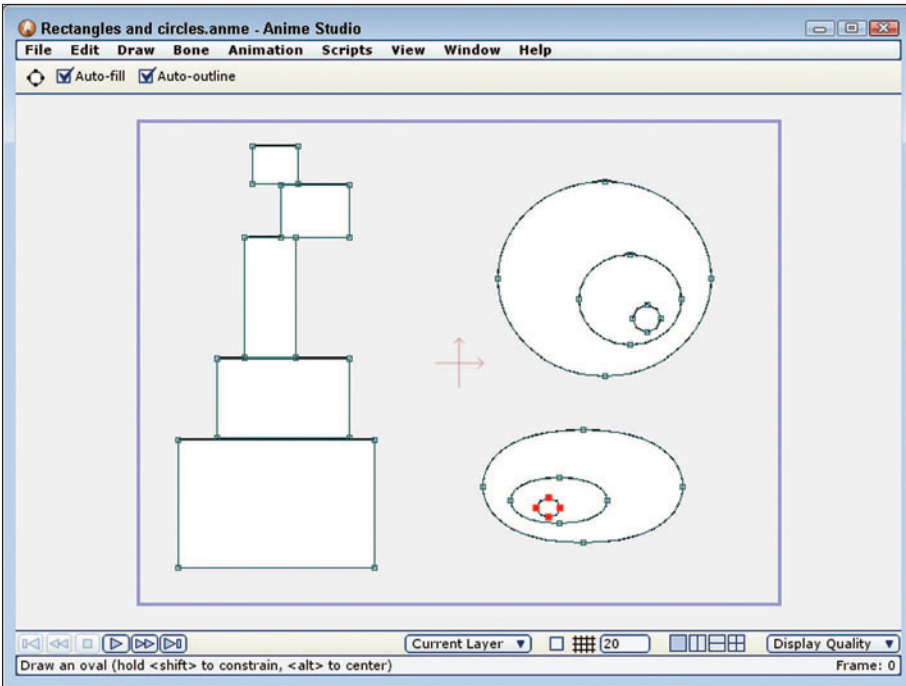 Rectangles and circles.anme - Anime Studio
File Edit Draw Bone Animation Scripts View Window Help
Auto-fill Auto-outline
Current Layer 20 Display Quality
Draw an oval (hold <shift> to constrain, <alt> to center) Frame: 0